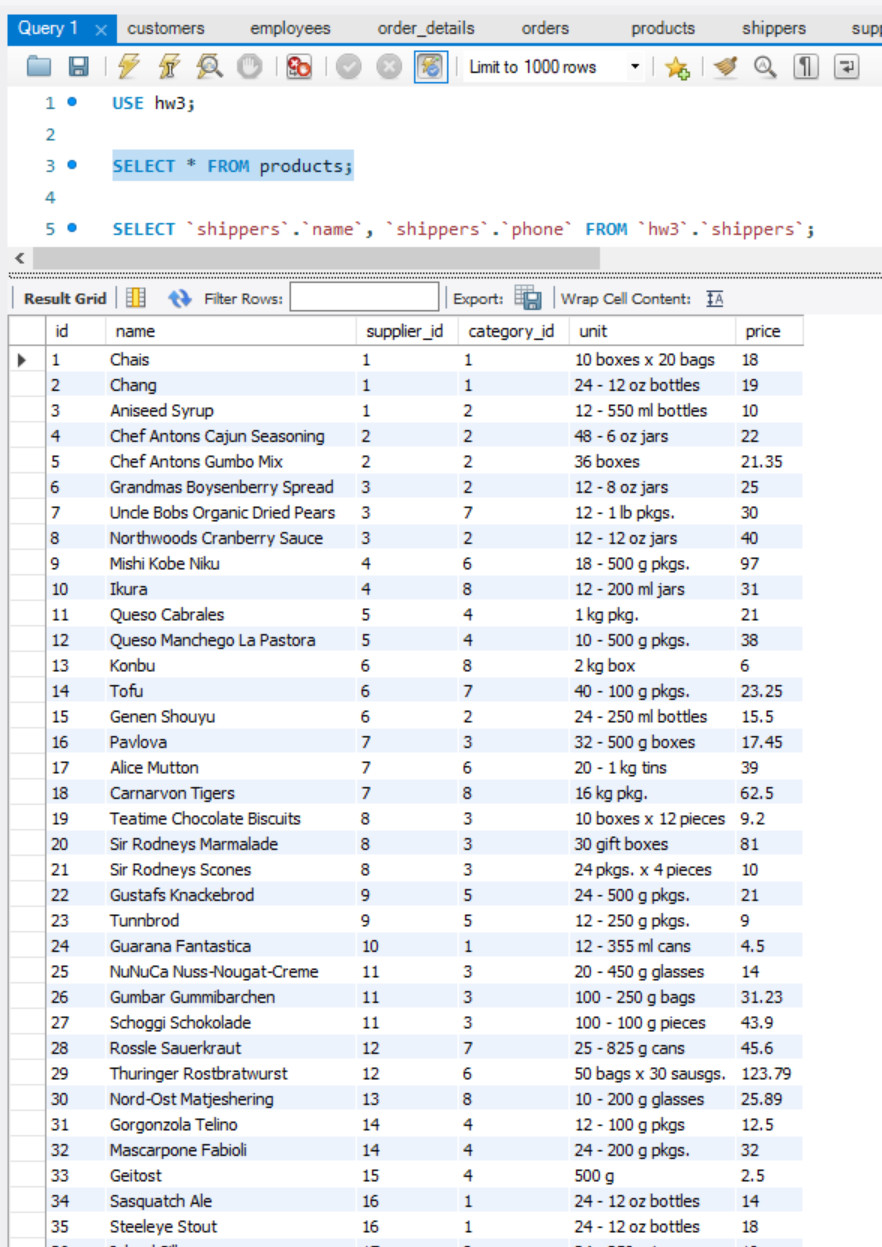 Query 1 × customers employees order_details orders products shippers
Limit to 1000 rows
1 USE hw3;
2
3 SELECT * FROM products;
4
5 SELECT `shippers`.`name`, `shippers`.`phone` FROM `hw3`.`shippers`;
Result Grid Filter Rows: Export: Wrap Cell Content:
id name supplier_id category_id unit price
1 Chais 1 1 10 boxes x 20 bags 18
2 Chang 1 1 24 - 12 oz bottles 19
3 Aniseed Syrup 1 2 12 - 550 ml bottles 10
4 Chef Antons Cajun Seasoning 2 2 48 - 6 oz jars 22
5 Chef Antons Gumbo Mix 2 2 36 boxes 21.35
6 Grandmas Boysenberry Spread 3 2 12 - 8 oz jars 25
7 Uncle Bobs Organic Dried Pears 3 7 12 - 1 lb pkgs. 30
8 Northwoods Cranberry Sauce 3 2 12 - 12 oz jars 40
9 Mishi Kobe Niku 4 6 18 - 500 g pkgs. 97
10 Ikura 4 8 12 - 200 ml jars 31
11 Queso Cabrales 5 4 1 kg pkg. 21
12 Queso Manchego La Pastora 5 4 10 - 500 g pkgs. 38
13 Konbu 6 8 2 kg box 6
14 Tofu 6 7 40 - 100 g pkgs. 23.25
15 Genen Shouyu 6 2 24 - 250 ml bottles 15.5
16 Pavlova 7 3 32 - 500 g boxes 17.45
17 Alice Mutton 7 6 20 - 1 kg tins 39
18 Carnarvon Tigers 7 8 16 kg pkg. 62.5
19 Teatime Chocolate Biscuits 8 3 10 boxes x 12 pieces 9.2
20 Sir Rodneys Marmalade 8 3 30 gift boxes 81
21 Sir Rodneys Scones 8 3 24 pkgs. x 4 pieces 10
22 Gustafs Knackebrod 9 5 24 - 500 g pkgs. 21
23 Tunnbrod 9 5 12 - 250 g pkgs. 9
24 Guarana Fantastica 10 1 12 - 355 ml cans 4.5
25 NuNuCa Nuss-Nougat-Creme 11 3 20 - 450 g glasses 14
26 Gumbar Gummibarchen 11 3 100 - 250 g bags 31.23
27 Schoggi Schokolade 11 3 100 - 100 g pieces 43.9
28 Rossle Sauerkraut 12 7 25 - 825 g cans 45.6
29 Thuringer Rostbratwurst 12 6 50 bags x 30 sausgs. 123.79
30 Nord-Ost Matjeshering 13 8 10 - 200 g glasses 25.89
31 Gorgonzola Telino 14 4 12 - 100 g pkgs 12.5
32 Mascarpone Fabioli 14 4 24 - 200 g pkgs. 32
33 Geitost 15 4 500 g 2.5
34 Sasquatch Ale 16 1 24 - 12 oz bottles 14
35 Steeleye Stout 16 1 24 - 12 oz bottles 18